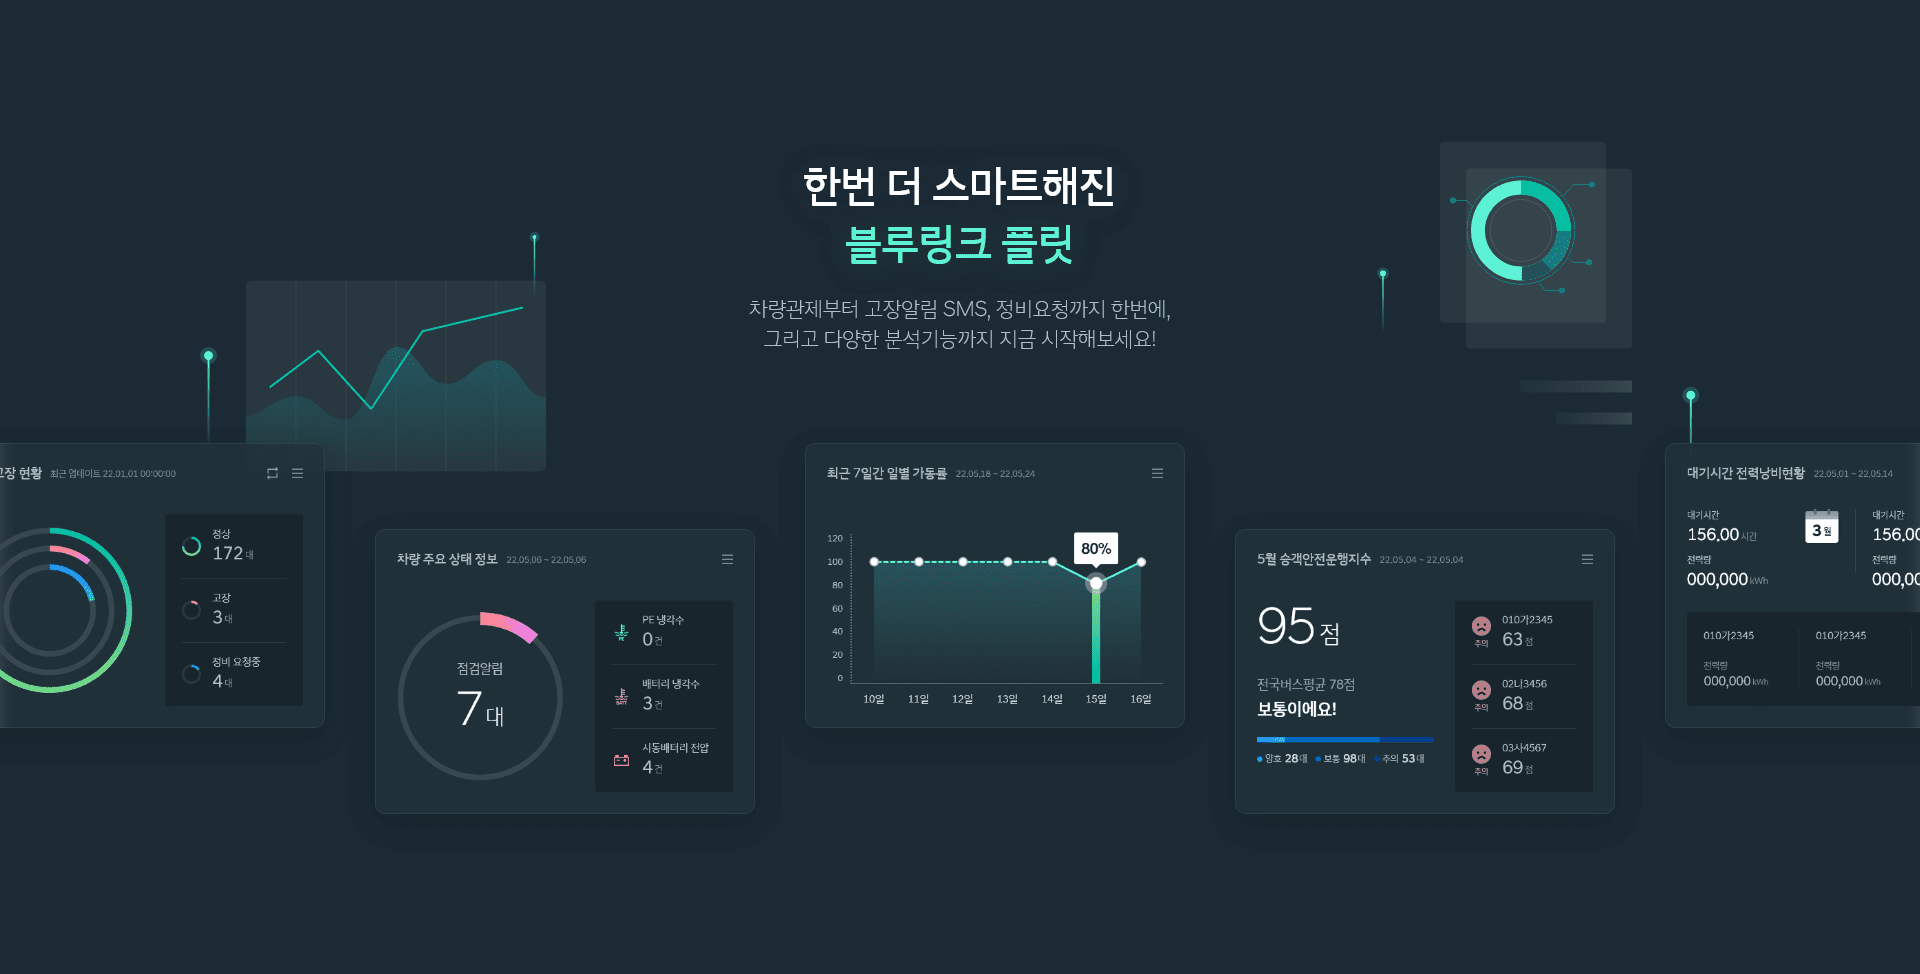 한번 더 스마트해진
블루링크 플릿
차량관제부터 고장알림 SMS, 정비요청까지 한번에,
그리고 다양한 분석기능까지 지금 시작해보세요!
고장 현황 최근 업데이트 22.01.01 00:00:00
정상
172 대
고장
3 대
정비 요청중
4 대
차량 주요 상태 정보 22.05.06 ~ 22.05.06
점검알림
7 대
PE 냉각수
PE
0 건
배터리 냉각수
BATT
3 건
시동배터리 전압
4 건
최근 7일간 일별 가동률 22.05.18 ~ 22.05.24
80%
120
100
80
60
40
20
0
10일 11일 12일 13일 14일 15일 16일
5월 승객안전운행지수 22.05.04 ~ 22.05.04
95 점
전국버스평균 78점
보통이에요!
양호 28대 보통 98대 주의 53대
010가2345
주의 63 점
02나3456
주의 68 점
03사4567
주의 69 점
대기시간 전력낭비현황 22.05.01 ~ 22.05.14
대기시간
156.00 시간
전력량
000,000 kWh
3 월
대기시간
156.00
전력량
000,00
010가2345 010가2345
전력량 전력량
000,000 kWh 000,000 kWh